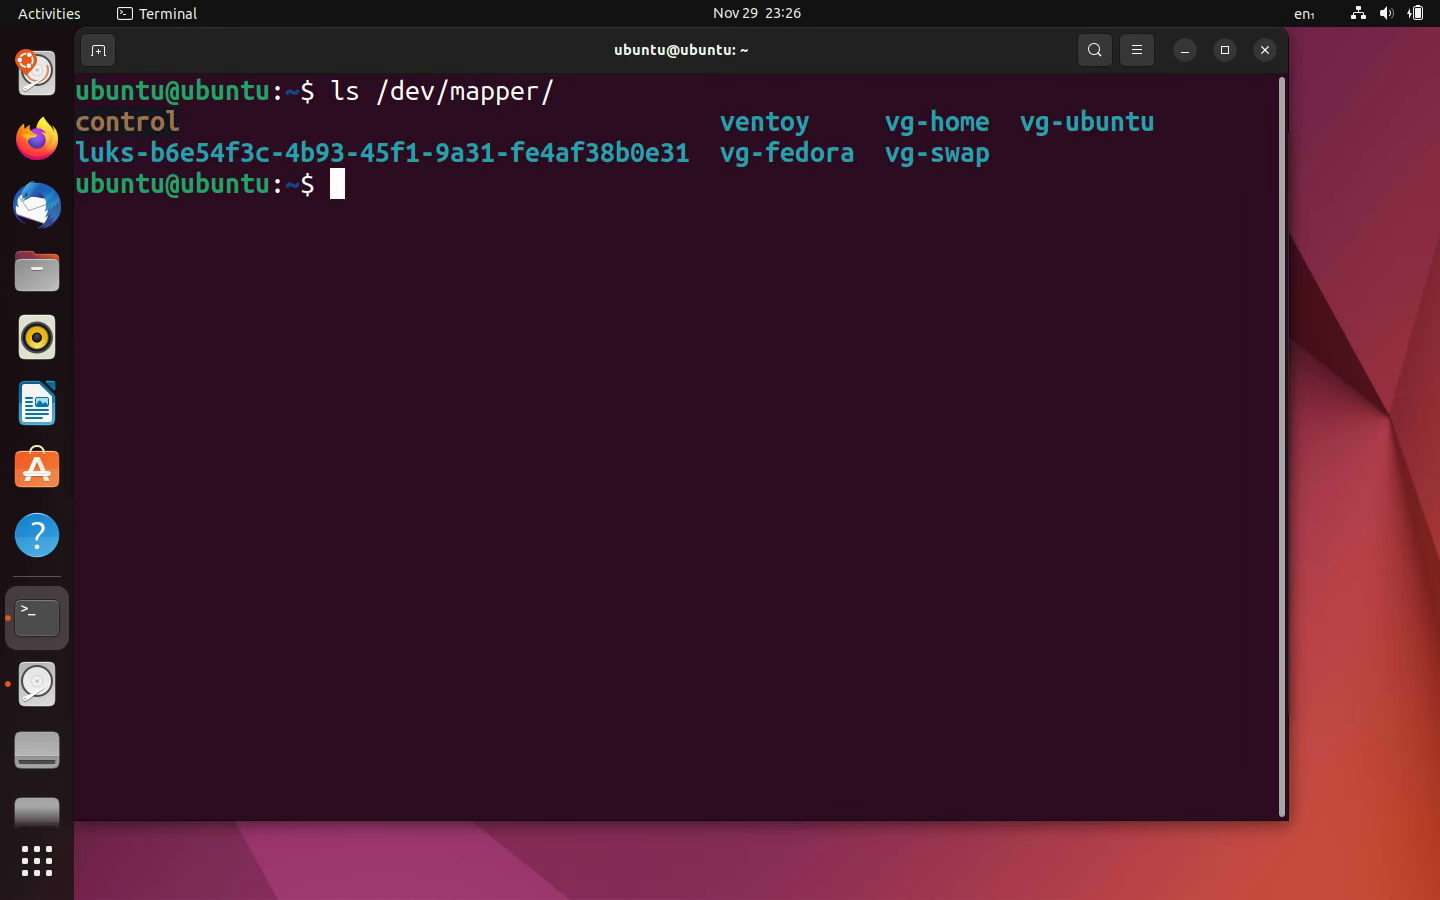 Activities
Terminal
Nov 29 23:26
en1
ubuntu@ubuntu: ~
ubuntu@ubuntu:~$ ls /dev/mapper/
control ventoy vg-home vg-ubuntu
luks-b6e54f3c-4b93-45f1-9a31-fe4af38b0e31 vg-fedora vg-swap
ubuntu@ubuntu:~$